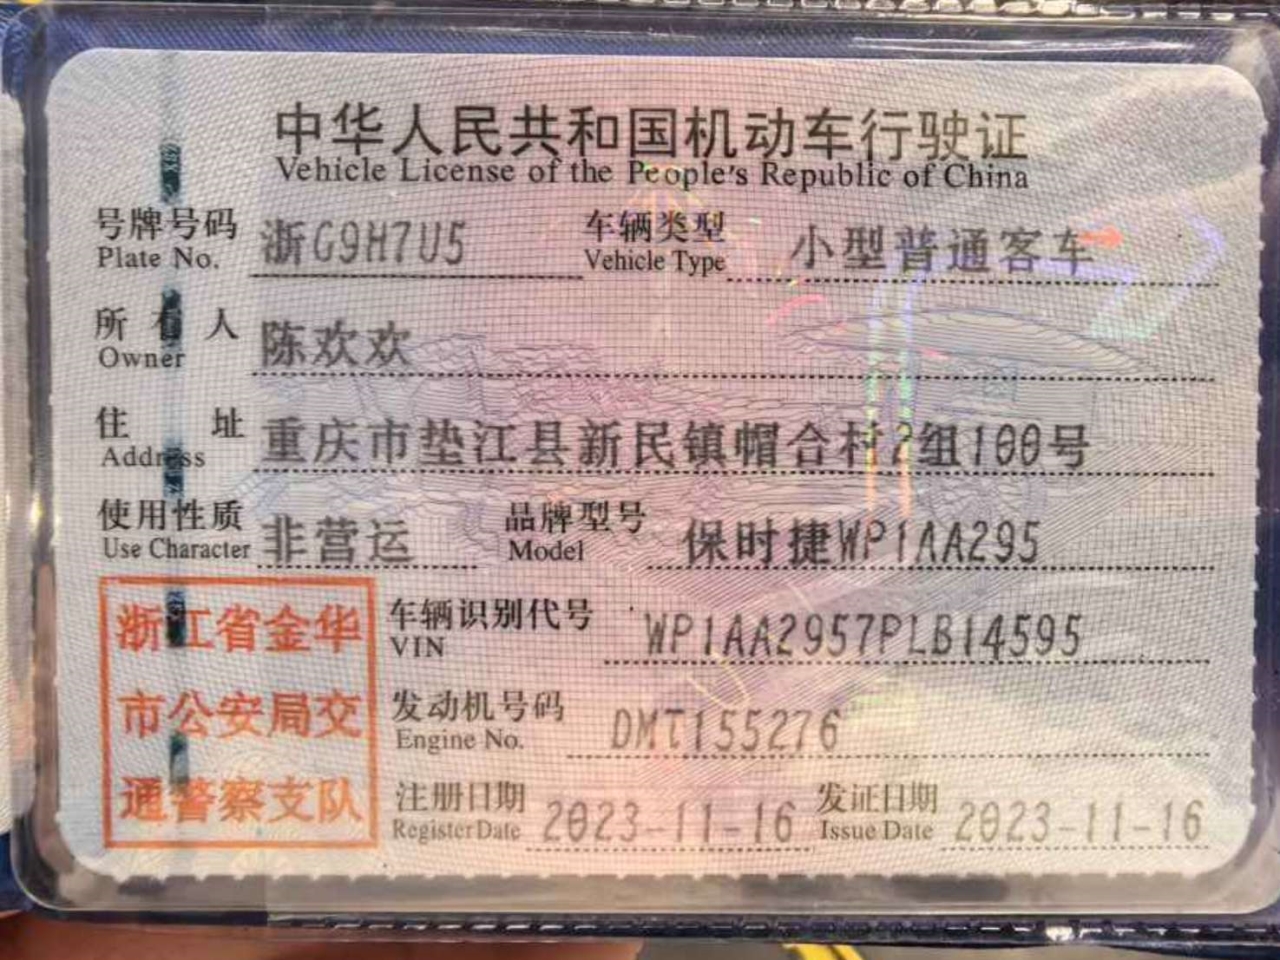 中华人民共和国机动车行驶证
Vehicle License of the People's Republic of China
号牌号码 浙G9H7U5 车辆类型 小型普通客车
Plate No. Vehicle Type
所有人 陈欢欢
Owner
住址 重庆市垫江县新民镇帽合村2组100号
Address
使用性质 非营运 品牌型号 保时捷WP1AA295
Use Character Model
浙江省金华
市公安局交
通警察支队
车辆识别代号 WP1AA2957PLB14595
VIN
发动机号码 DMT155276
Engine No.
注册日期 2023-11-16 发证日期 2023-11-16
Register Date Issue Date